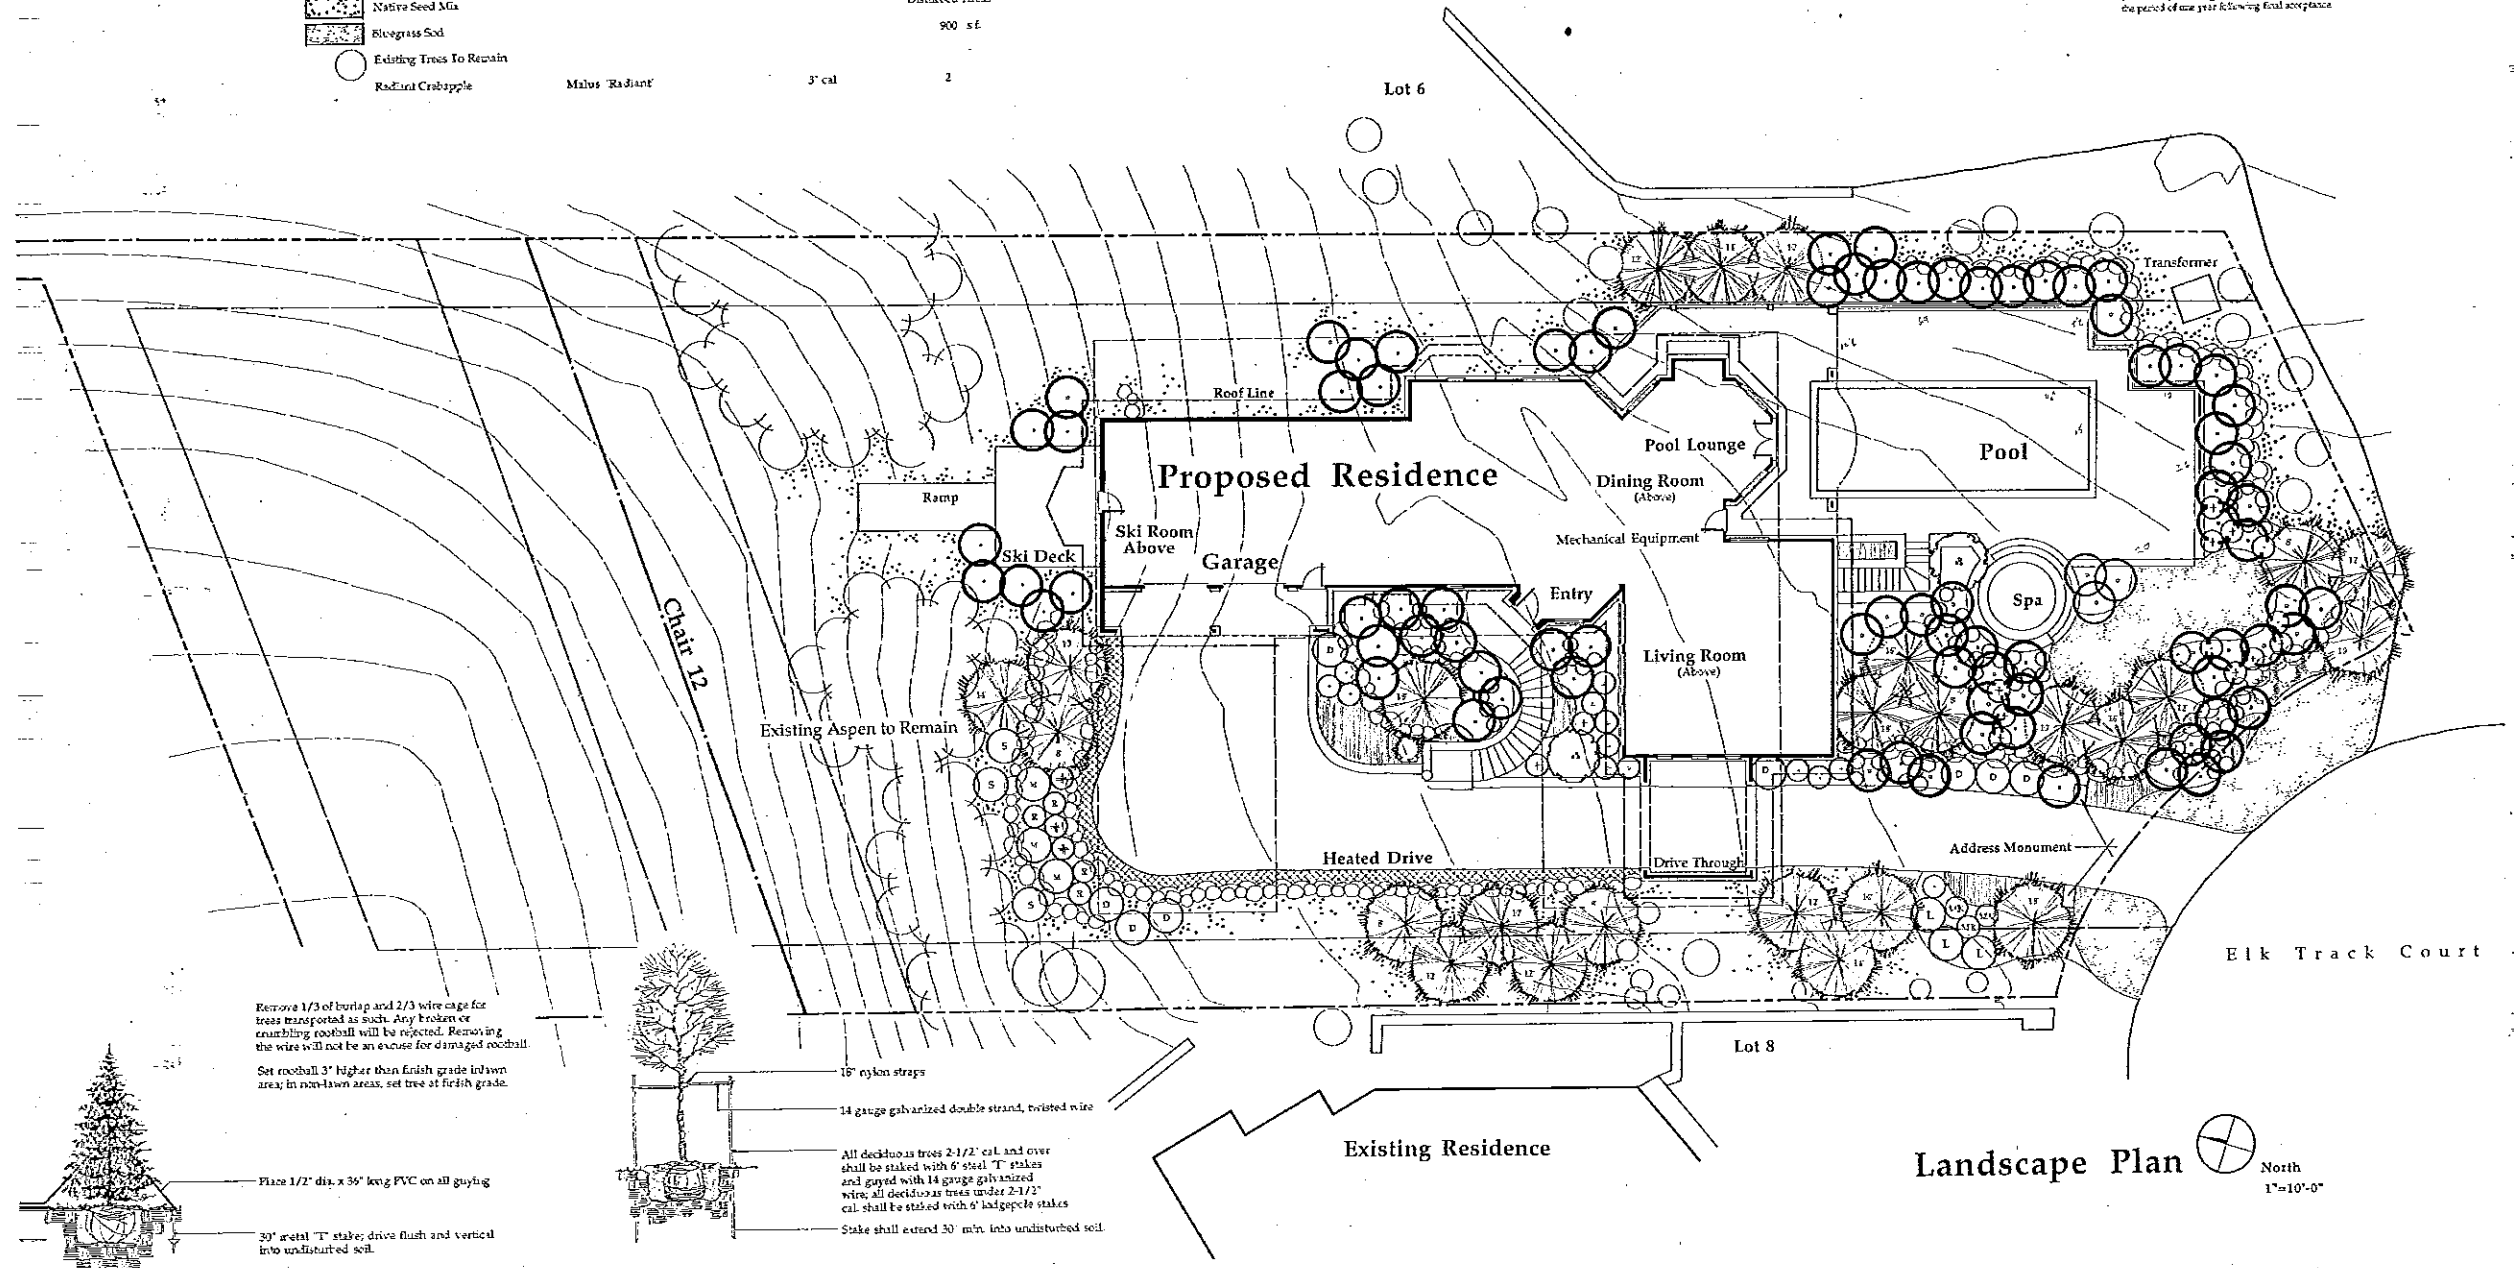 Native Seed Mix
900 s.f.
Bluegrass Sod
Existing Trees To Remain
Radiant Crabapple Malus 'Radiant' 3" cal 2
the period of one year following final acceptance
Lot 6
Transformer
Roof Line
Proposed Residence
Pool Lounge
Pool
Dining Room
(Above)
Ramp
Ski Room
Above
Mechanical Equipment
Ski Deck
Garage
Entry
Spa
Chair 12
Living Room
(Above)
Existing Aspen to Remain
Heated Drive
Drive Through
Address Monument
Elk Track Court
Remove 1/3 of burlap and 2/3 wire cage for
trees transported as such. Any broken or
crumbling rootball will be rejected. Removing
the wire will not be an excuse for damaged rootball.
Set rootball 3" higher than finish grade in lawn
area; in non-lawn areas, set tree at finish grade.
Lot 8
16" nylon straps
14 gauge galvanized double strand, twisted wire
All deciduous trees 2-1/2" cal. and over
shall be staked with 6' steel "T" stakes
and guyed with 14 gauge galvanized
wire; all deciduous trees under 2-1/2"
cal. shall be staked with 6' lodgepole stakes
Stake shall extend 30" min. into undisturbed soil.
Place 1/2" dia. x 36" long PVC on all guying
30" metal "T" stake; drive flush and vertical
into undisturbed soil.
Existing Residence
Landscape Plan
North
1"=10'-0"